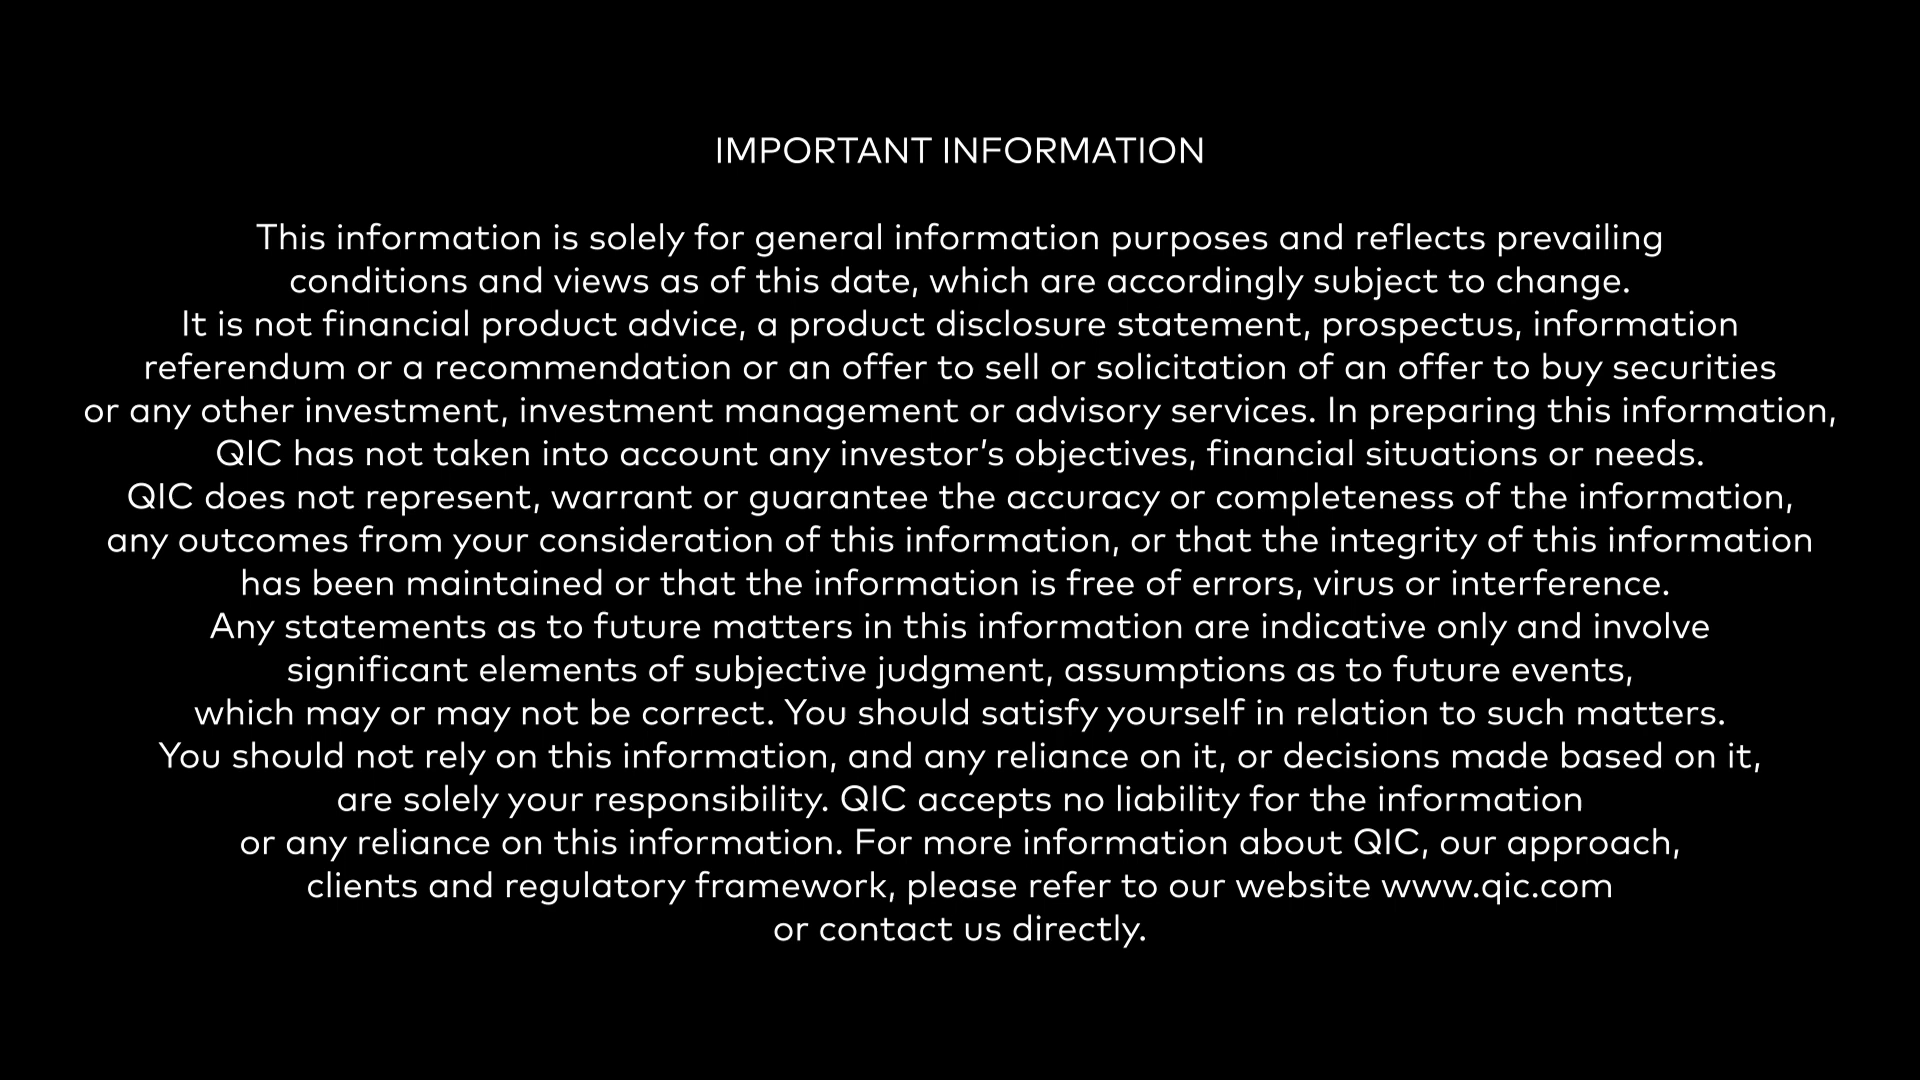 IMPORTANT INFORMATION
This information is solely for general information purposes and reflects prevailing
conditions and views as of this date, which are accordingly subject to change.
It is not financial product advice, a product disclosure statement, prospectus, information
referendum or a recommendation or an offer to sell or solicitation of an offer to buy securities
or any other investment, investment management or advisory services. In preparing this information,
QIC has not taken into account any investor’s objectives, financial situations or needs.
QIC does not represent, warrant or guarantee the accuracy or completeness of the information,
any outcomes from your consideration of this information, or that the integrity of this information
has been maintained or that the information is free of errors, virus or interference.
Any statements as to future matters in this information are indicative only and involve
significant elements of subjective judgment, assumptions as to future events,
which may or may not be correct. You should satisfy yourself in relation to such matters.
You should not rely on this information, and any reliance on it, or decisions made based on it,
are solely your responsibility. QIC accepts no liability for the information
or any reliance on this information. For more information about QIC, our approach,
clients and regulatory framework, please refer to our website www.qic.com
or contact us directly.